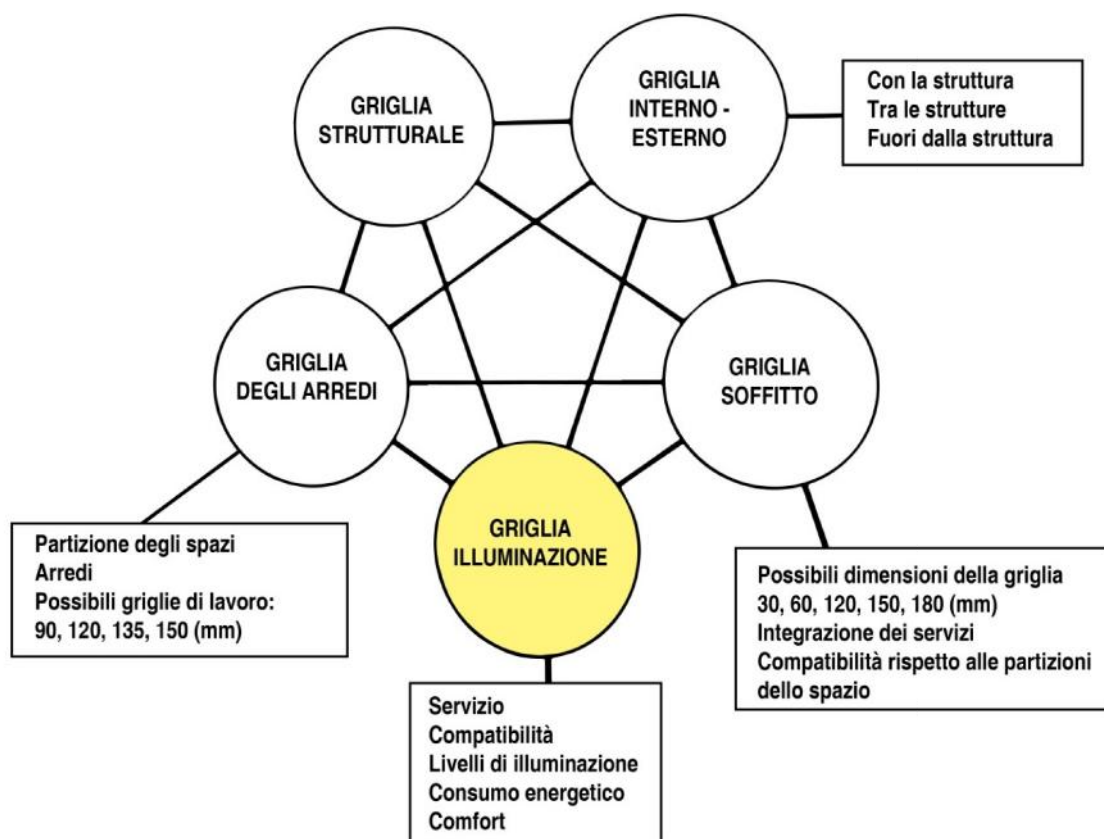 GRIGLIA
STRUTTURALE
GRIGLIA
INTERNO -
ESTERNO
Con la struttura
Tra le strutture
Fuori dalla struttura
GRIGLIA
DEGLI ARREDI
GRIGLIA
SOFFITTO
GRIGLIA
ILLUMINAZIONE
Partizione degli spazi
Arredi
Possibili griglie di lavoro:
90, 120, 135, 150 (mm)
Possibili dimensioni della griglia
30, 60, 120, 150, 180 (mm)
Integrazione dei servizi
Compatibilità rispetto alle partizioni
dello spazio
Servizio
Compatibilità
Livelli di illuminazione
Consumo energetico
Comfort